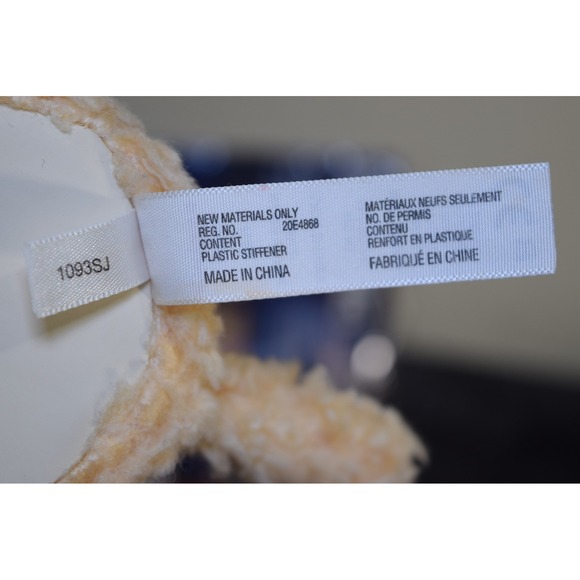 1093SJ
NEW MATERIALS ONLY
REG. NO. 20E4868
CONTENT
PLASTIC STIFFENER
MADE IN CHINA
MATÉRIAUX NEUFS SEULEMENT
NO. DE PERMIS
CONTENU
RENFORT EN PLASTIQUE
FABRIQUÉ EN CHINE